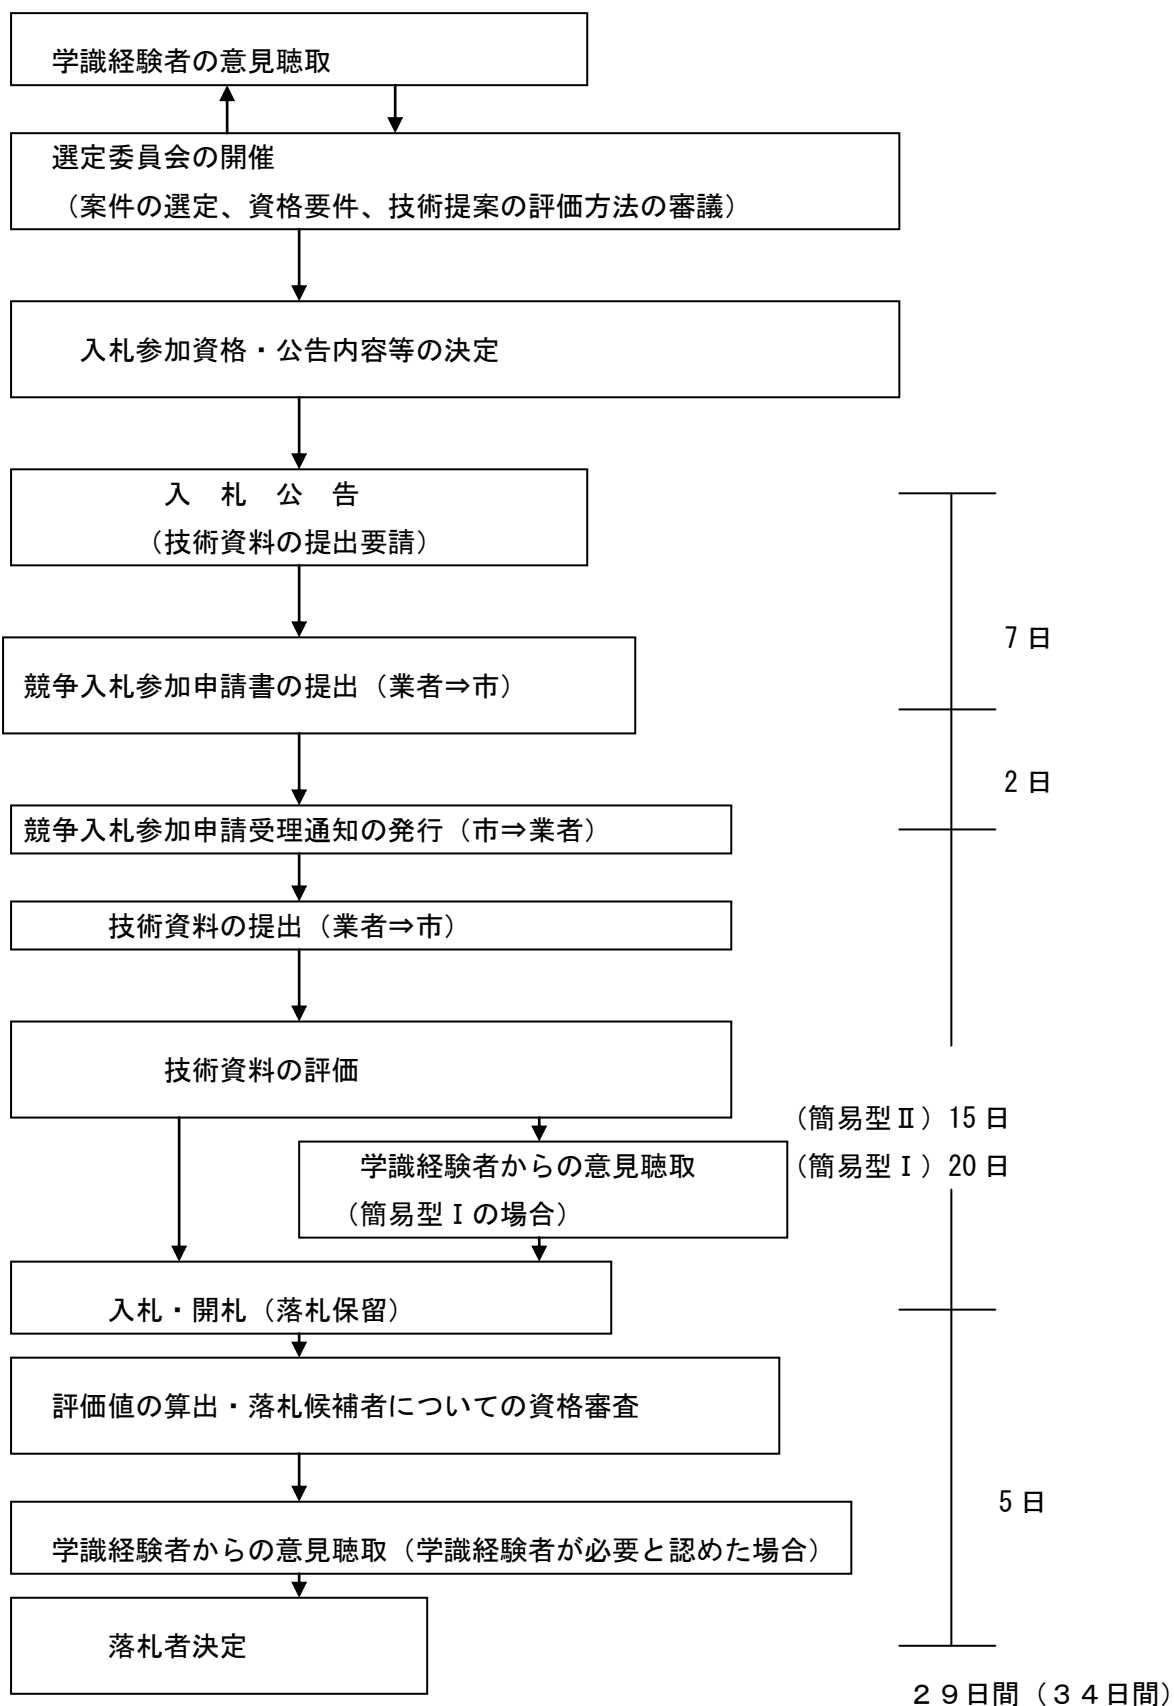 学識経験者の意見聴取
選定委員会の開催
（案件の選定、資格要件、技術提案の評価方法の審議）
入札参加資格・公告内容等の決定
入　札　公　告
（技術資料の提出要請）
7日
競争入札参加申請書の提出（業者⇒市）
2日
競争入札参加申請受理通知の発行（市⇒業者）
技術資料の提出（業者⇒市）
技術資料の評価
（簡易型Ⅱ）15日
（簡易型Ⅰ）20日
学識経験者からの意見聴取
（簡易型Ⅰの場合）
入札・開札（落札保留）
評価値の算出・落札候補者についての資格審査
5日
学識経験者からの意見聴取（学識経験者が必要と認めた場合）
落札者決定
２９日間（３４日間）